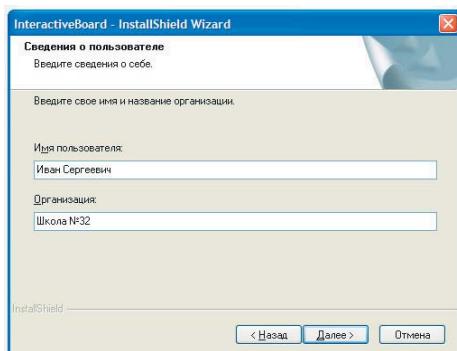 InteractiveBoard - InstallShield Wizard
Сведения о пользователе
Введите сведения о себе.
Введите свое имя и название организации.
Имя пользователя:
Иван Сергеевич
Организация:
Школа №32
InstallShield
< Назад
Далее >
Отмена